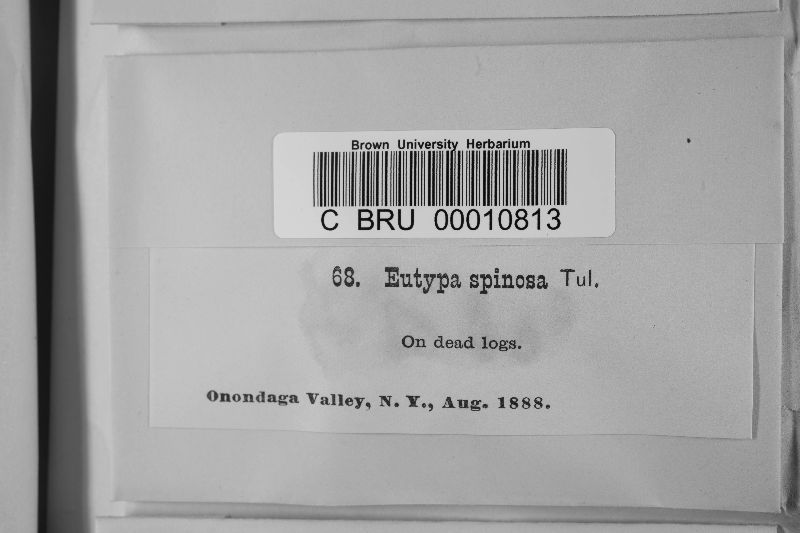 Brown University Herbarium
C BRU 00010813
68. Eutypa spinosa Tul.
On dead logs.
Onondaga Valley, N. Y., Aug. 1888.